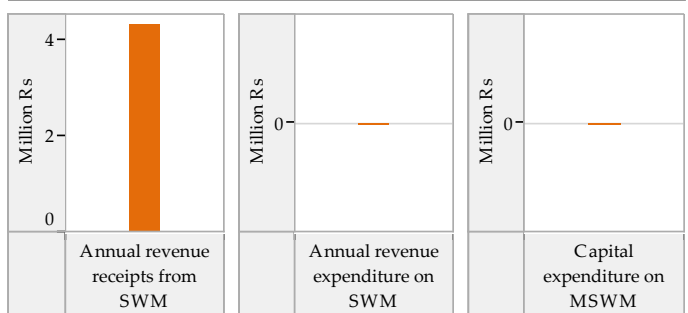 Million Rs
4
2
0
Annual revenue
receipts from
SWM
Million Rs
0
Annual revenue
expenditure on
SWM
Million Rs
0
Capital
expenditure on
MSWM